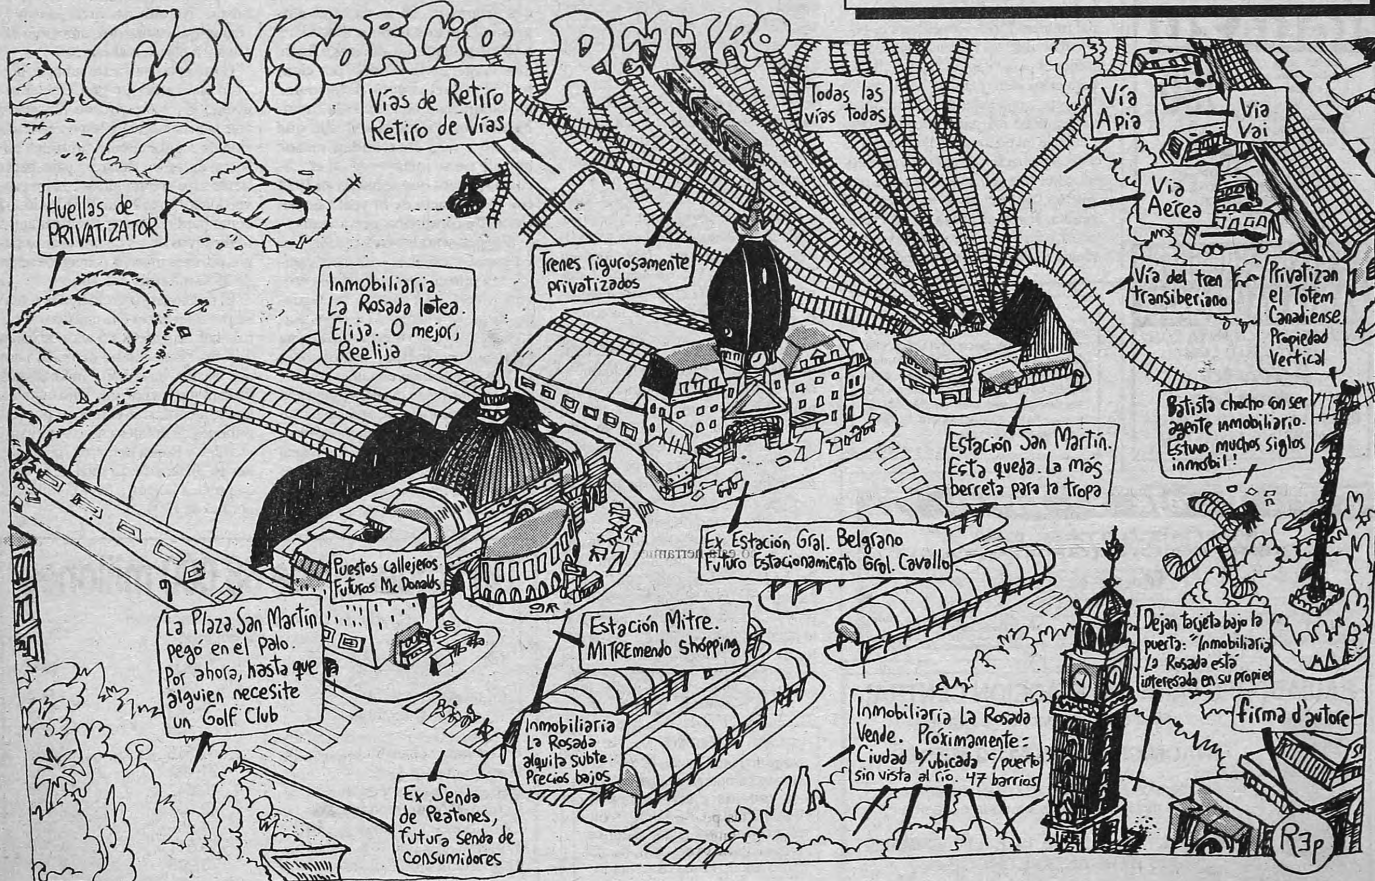 CONSORCIO RETIRO
Vías de Retiro
Retiro de Vías
Todas las
vías todas
Vía
Apia
Via
Vai
Huellas de
PRIVATIZATOR
Via
Aerea
Trenes rigurosamente
privatizados
Vía del tren
transiberiano
Privatizan
el Totem
Canadiense.
Propiedad
Vertical
Inmobiliaria
La Rosada lotea.
Elija. O mejor,
Reelija
Batista chocho con ser
agente inmobiliario.
Estuvo muchos siglos
inmobil!
Estación San Martín.
Esta queda. La más
berreta para la tropa
Ex Estación Gral. Belgrano
Futuro Estacionamiento Gral. Cavallo
Puestos callejeros
Futuros Mc Donalds
La Plaza San Martín
pegó en el palo.
Por ahora, hasta que
alguien necesite
un Golf Club
Estación Mitre.
MITREmendo shópping
Dejan tarjeta bajo la
puerta: "Inmobiliaria
La Rosada está
interesada en su propied
Inmobiliaria
La Rosada
alquila subte.
Precios bajos
Inmobiliaria La Rosada
Vende. Próximamente=
Ciudad b/ubicada c/puerto
sin vista al río. 47 barrios
firma d'autore
Ex Senda
de Peatones,
futura senda de
consumidores
R3p